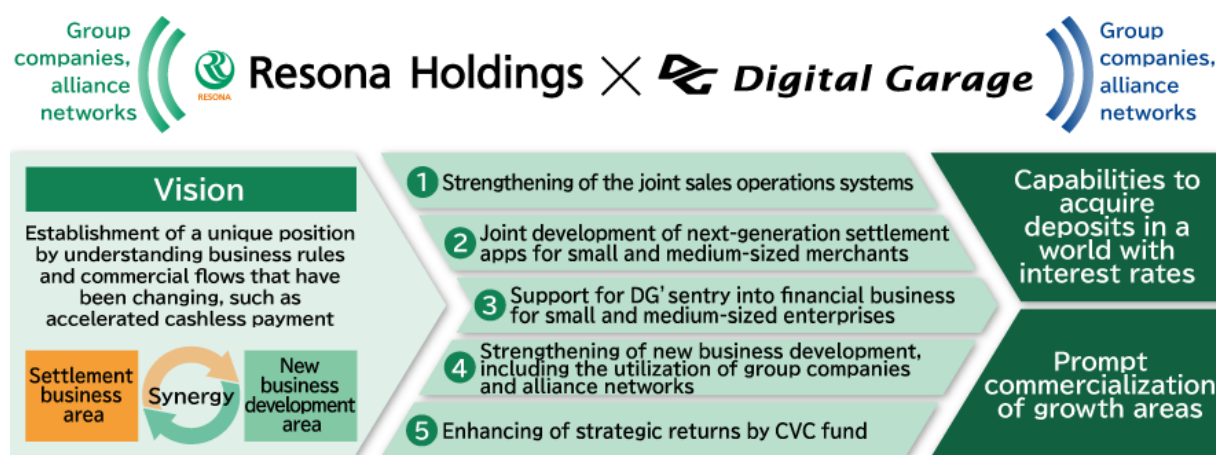 Group
companies,
alliance
networks
RESONA
Resona Holdings × DG Digital Garage
Group
companies,
alliance
networks
Vision
Establishment of a unique position
by understanding business rules
and commercial flows that have
been changing, such as
accelerated cashless payment
Settlement
business
area
Synergy
New
business
development
area
1 Strengthening of the joint sales operations systems
2 Joint development of next-generation settlement
apps for small and medium-sized merchants
3 Support for DG'sentry into financial business
for small and medium-sized enterprises
4 Strengthening of new business development,
including the utilization of group companies
and alliance networks
5 Enhancing of strategic returns by CVC fund
Capabilities to
acquire
deposits in a
world with
interest rates
Prompt
commercialization
of growth areas